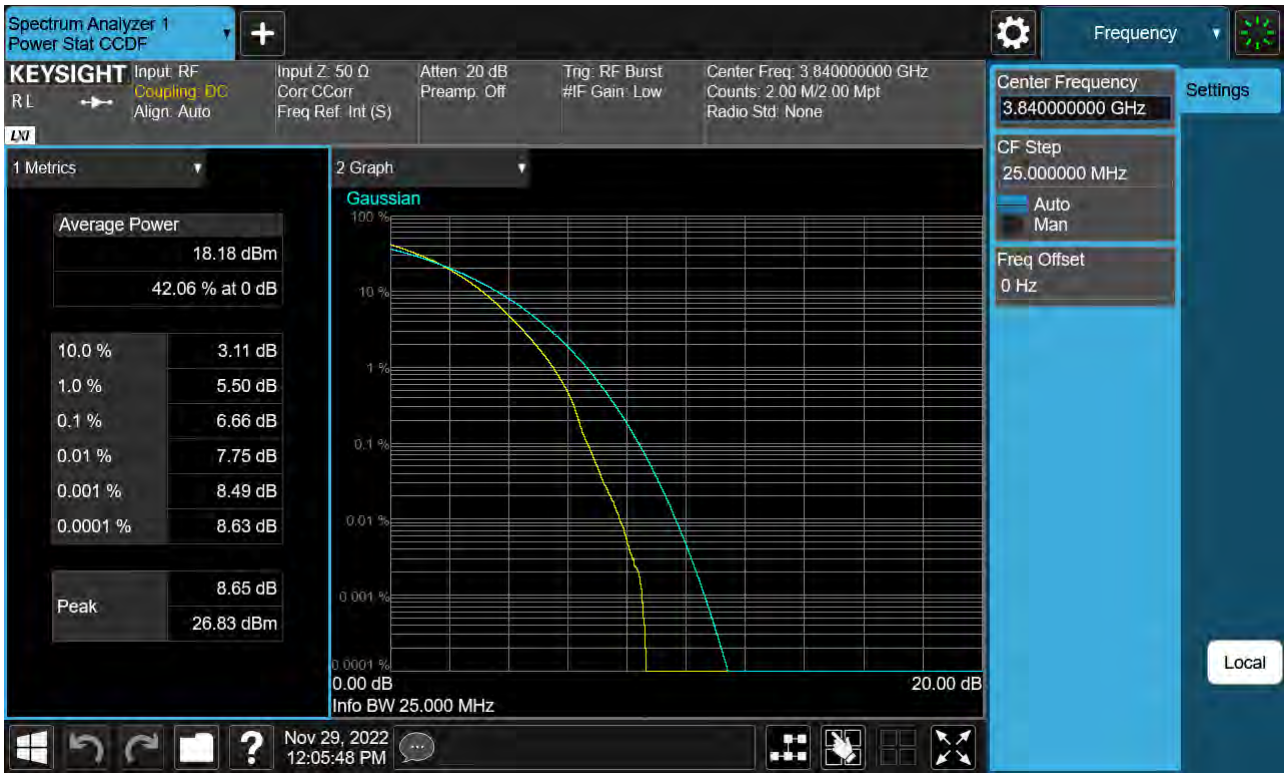 Spectrum Analyzer 1
Power Stat CCDF
Frequency
KEYSIGHT
RL
LXI
Input: RF
Coupling: DC
Align: Auto
Input Z: 50 Ω
Corr CCorr
Freq Ref: Int (S)
Atten: 20 dB
Preamp: Off
Trig: RF Burst
#IF Gain: Low
Center Freq: 3.840000000 GHz
Counts: 2.00 M/2.00 Mpt
Radio Std: None
Center Frequency
3.840000000 GHz
Settings
CF Step
25.000000 MHz
Auto
Man
Freq Offset
0 Hz
1 Metrics
Average Power
18.18 dBm
42.06 % at 0 dB
10.0 % 3.11 dB
1.0 % 5.50 dB
0.1 % 6.66 dB
0.01 % 7.75 dB
0.001 % 8.49 dB
0.0001 % 8.63 dB
Peak
8.65 dB
26.83 dBm
2 Graph
Gaussian
100 %
10 %
1 %
0.1 %
0.01 %
0.001 %
0.0001 %
0.00 dB
20.00 dB
Info BW 25.000 MHz
Local
?
Nov 29, 2022
12:05:48 PM